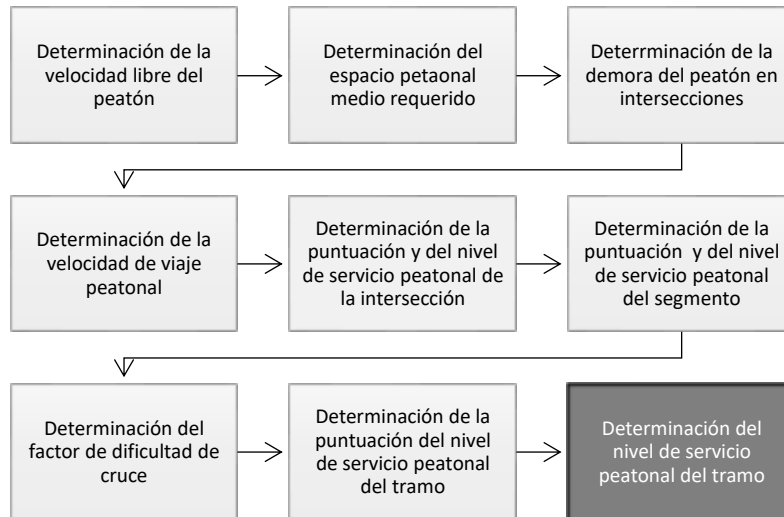 Determinación de la
velocidad libre del
peatón
Determinación del
espacio petaonal
medio requerido
Deterrminación de la
demora del peatón en
intersecciones
Determinación de la
velocidad de viaje
peatonal
Determinación de la
puntuación y del nivel
de servicio peatonal de
la intersección
Determinación de la
puntuación y del nivel
de servicio peatonal
del segmento
Determinación del
factor de dificultad de
cruce
Determinación de la
puntuación del nivel
de servicio peatonal
del tramo
Determinación del
nivel de servicio
peatonal del tramo